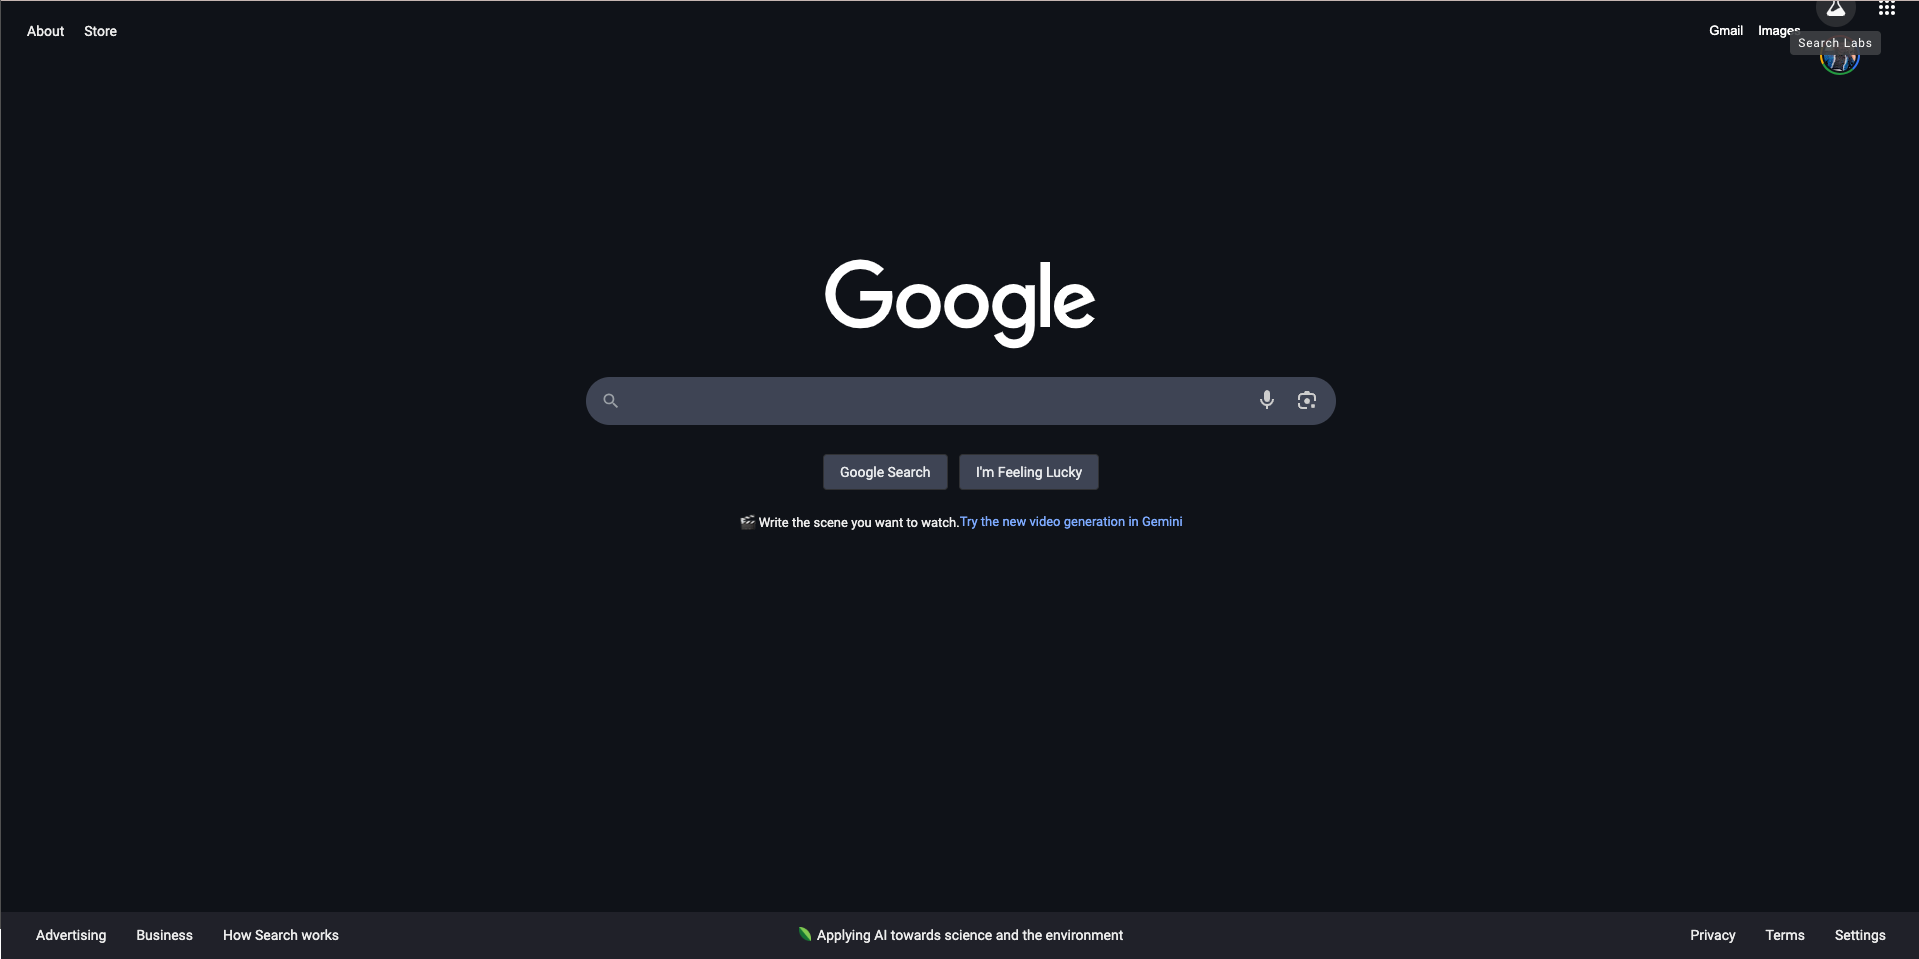 About Store Gmail Images
Search Labs
Google
Google Search I'm Feeling Lucky
Write the scene you want to watch.Try the new video generation in Gemini
Advertising Business How Search works Applying AI towards science and the environment Privacy Terms Settings